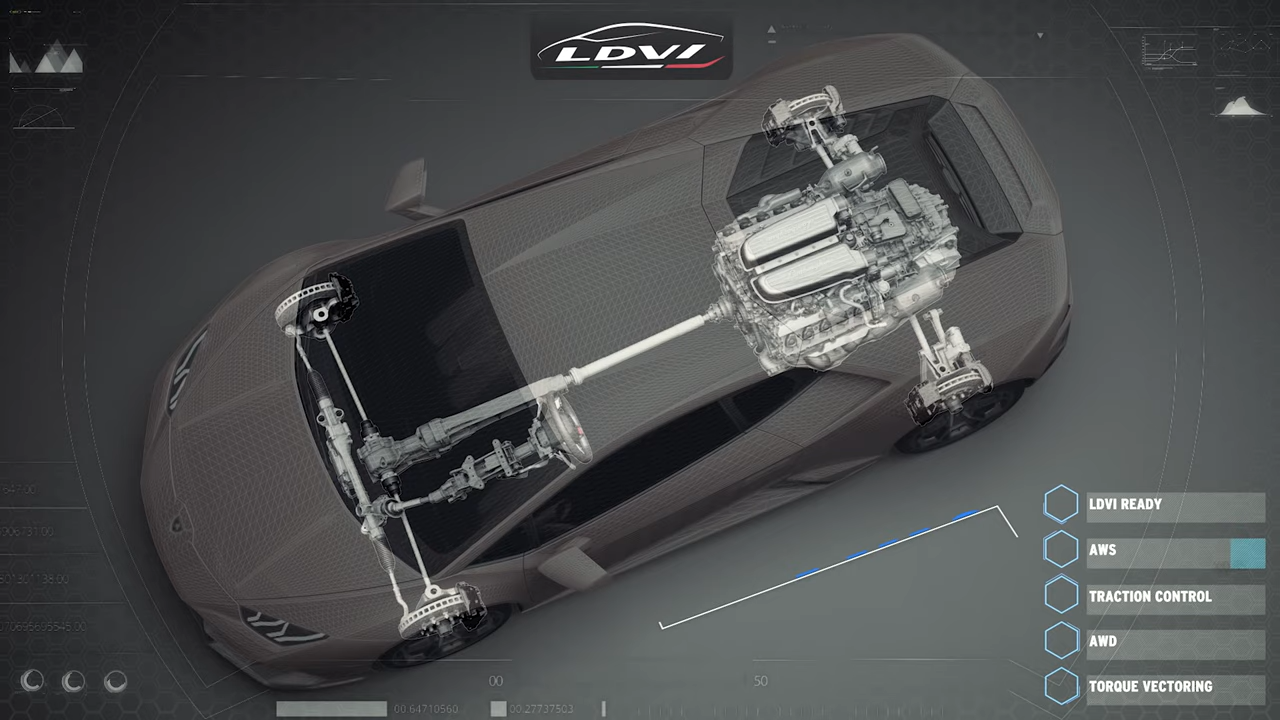 LDVI
LDVI READY
AWS
TRACTION CONTROL
AWD
TORQUE VECTORING
00
50
00.64710560
00.27737503